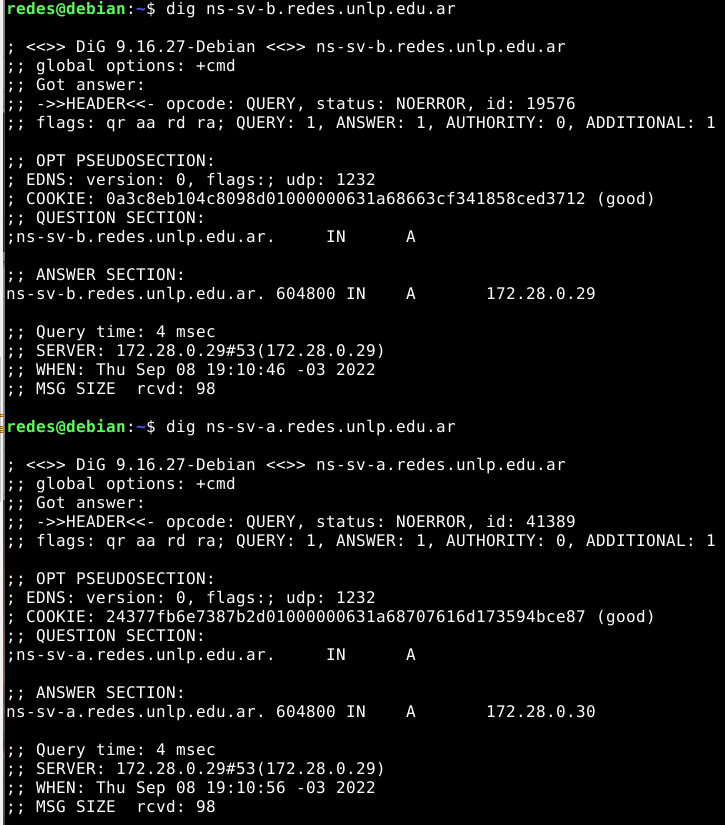 redes@debian:~$ dig ns-sv-b.redes.unlp.edu.ar
; <<>> DiG 9.16.27-Debian <<>> ns-sv-b.redes.unlp.edu.ar
;; global options: +cmd
;; Got answer:
;; ->>HEADER<<- opcode: QUERY, status: NOERROR, id: 19576
;; flags: qr aa rd ra; QUERY: 1, ANSWER: 1, AUTHORITY: 0, ADDITIONAL: 1
;; OPT PSEUDOSECTION:
; EDNS: version: 0, flags:; udp: 1232
; COOKIE: 0a3c8eb104c8098d01000000631a68663cf341858ced3712 (good)
;; QUESTION SECTION:
;ns-sv-b.redes.unlp.edu.ar. IN A
;; ANSWER SECTION:
ns-sv-b.redes.unlp.edu.ar. 604800 IN A 172.28.0.29
;; Query time: 4 msec
;; SERVER: 172.28.0.29#53(172.28.0.29)
;; WHEN: Thu Sep 08 19:10:46 -03 2022
;; MSG SIZE rcvd: 98
redes@debian:~$ dig ns-sv-a.redes.unlp.edu.ar
; <<>> DiG 9.16.27-Debian <<>> ns-sv-a.redes.unlp.edu.ar
;; global options: +cmd
;; Got answer:
;; ->>HEADER<<- opcode: QUERY, status: NOERROR, id: 41389
;; flags: qr aa rd ra; QUERY: 1, ANSWER: 1, AUTHORITY: 0, ADDITIONAL: 1
;; OPT PSEUDOSECTION:
; EDNS: version: 0, flags:; udp: 1232
; COOKIE: 24377fb6e7387b2d01000000631a68707616d173594bce87 (good)
;; QUESTION SECTION:
;ns-sv-a.redes.unlp.edu.ar. IN A
;; ANSWER SECTION:
ns-sv-a.redes.unlp.edu.ar. 604800 IN A 172.28.0.30
;; Query time: 4 msec
;; SERVER: 172.28.0.29#53(172.28.0.29)
;; WHEN: Thu Sep 08 19:10:56 -03 2022
;; MSG SIZE rcvd: 98